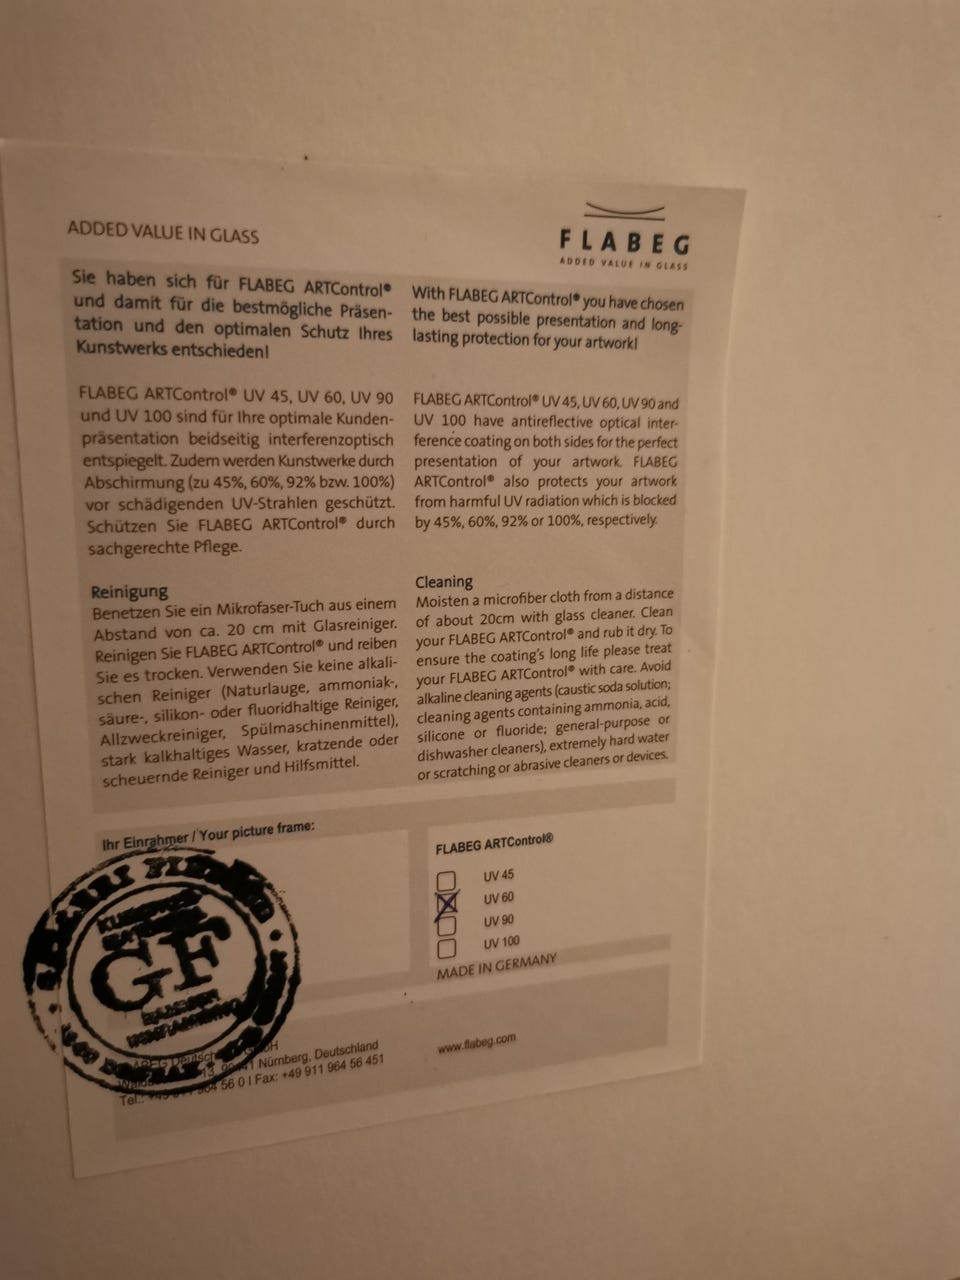 ADDED VALUE IN GLASS
FLABEG
ADDED VALUE IN GLASS
Sie haben sich für FLABEG ARTControl®
und damit für die bestmögliche Präsen-
tation und den optimalen Schutz Ihres
Kunstwerks entschieden!
With FLABEG ARTControl® you have chosen
the best possible presentation and long-
lasting protection for your artwork!
FLABEG ARTControl® UV 45, UV 60, UV 90
und UV 100 sind für Ihre optimale Kunden-
präsentation beidseitig interferenzoptisch
entspiegelt. Zudem werden Kunstwerke durch
Abschirmung (zu 45%, 60%, 92% bzw. 100%)
vor schädigenden UV-Strahlen geschützt.
Schützen Sie FLABEG ARTControl® durch
sachgerechte Pflege.
FLABEG ARTControl® UV 45, UV 60, UV 90 and
UV 100 have antireflective optical inter-
ference coating on both sides for the perfect
presentation of your artwork. FLABEG
ARTControl® also protects your artwork
from harmful UV radiation which is blocked
by 45%, 60%, 92% or 100%, respectively.
Reinigung
Benetzen Sie ein Mikrofaser-Tuch aus einem
Abstand von ca. 20 cm mit Glasreiniger.
Reinigen Sie FLABEG ARTControl® und reiben
Sie es trocken. Verwenden Sie keine alkali-
schen Reiniger (Naturlauge, ammoniak-,
säure-, silikon- oder fluoridhaltige Reiniger,
Allzweckreiniger, Spülmaschinenmittel),
stark kalkhaltiges Wasser, kratzende oder
scheuernde Reiniger und Hilfsmittel.
Cleaning
Moisten a microfiber cloth from a distance
of about 20cm with glass cleaner. Clean
your FLABEG ARTControl® and rub it dry. To
ensure the coating's long life please treat
your FLABEG ARTControl® with care. Avoid
alkaline cleaning agents (caustic soda solution;
cleaning agents containing ammonia, acid,
silicone or fluoride; general-purpose or
dishwasher cleaners), extremely hard water
or scratching or abrasive cleaners or devices.
Ihr Einrahmer / Your picture frame:
GF
FLABEG ARTControl®
UV 45
UV 60
UV 90
UV 100
MADE IN GERMANY
Nürnberg, Deutschland
56 0 | Fax: +49 911 964 56 451
www.flabeg.com